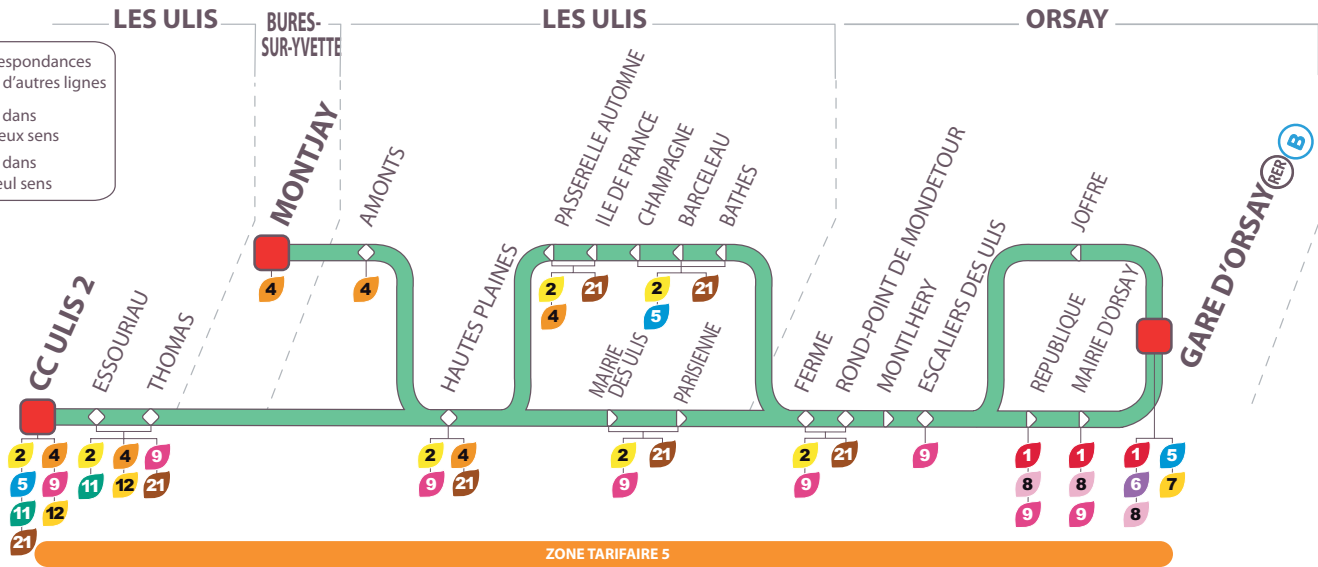 LES ULIS
BURES-
SUR-YVETTE
LES ULIS
ORSAY
espondances
d'autres lignes
dans
eux sens
dans
eul sens
MONTJAY
AMONTS
PASSERELLE AUTOMNE
ILE DE FRANCE
CHAMPAGNE
BARCELEAU
BATHES
JOFFRE
GARE D'ORSAY RER B
4
4
2
4
21
2
5
21
CC ULIS 2
ESSOURIAU
THOMAS
HAUTES PLAINES
MAIRIE
DES ULIS
PARISIENNE
FERME
ROND-POINT DE MONDETOUR
MONTLHERY
ESCALIERS DES ULIS
REPUBLIQUE
MAIRIE D'ORSAY
2 4
5 9
11 12
21
2 4 9
11 12 21
2 4
9 21
2 21
9
2 21
9
9
1
8
9
1
8
9
1 5
6 7
8
ZONE TARIFAIRE 5